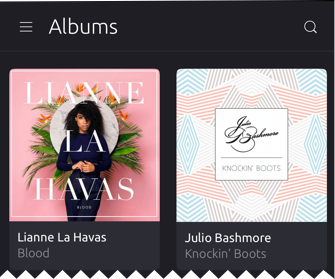 Albums
LIANNE
LA
HAVAS
BLOOD
Julio
Bashmore
KNOCKIN' BOOTS
Lianne La Havas
Blood
Julio Bashmore
Knockin' Boots